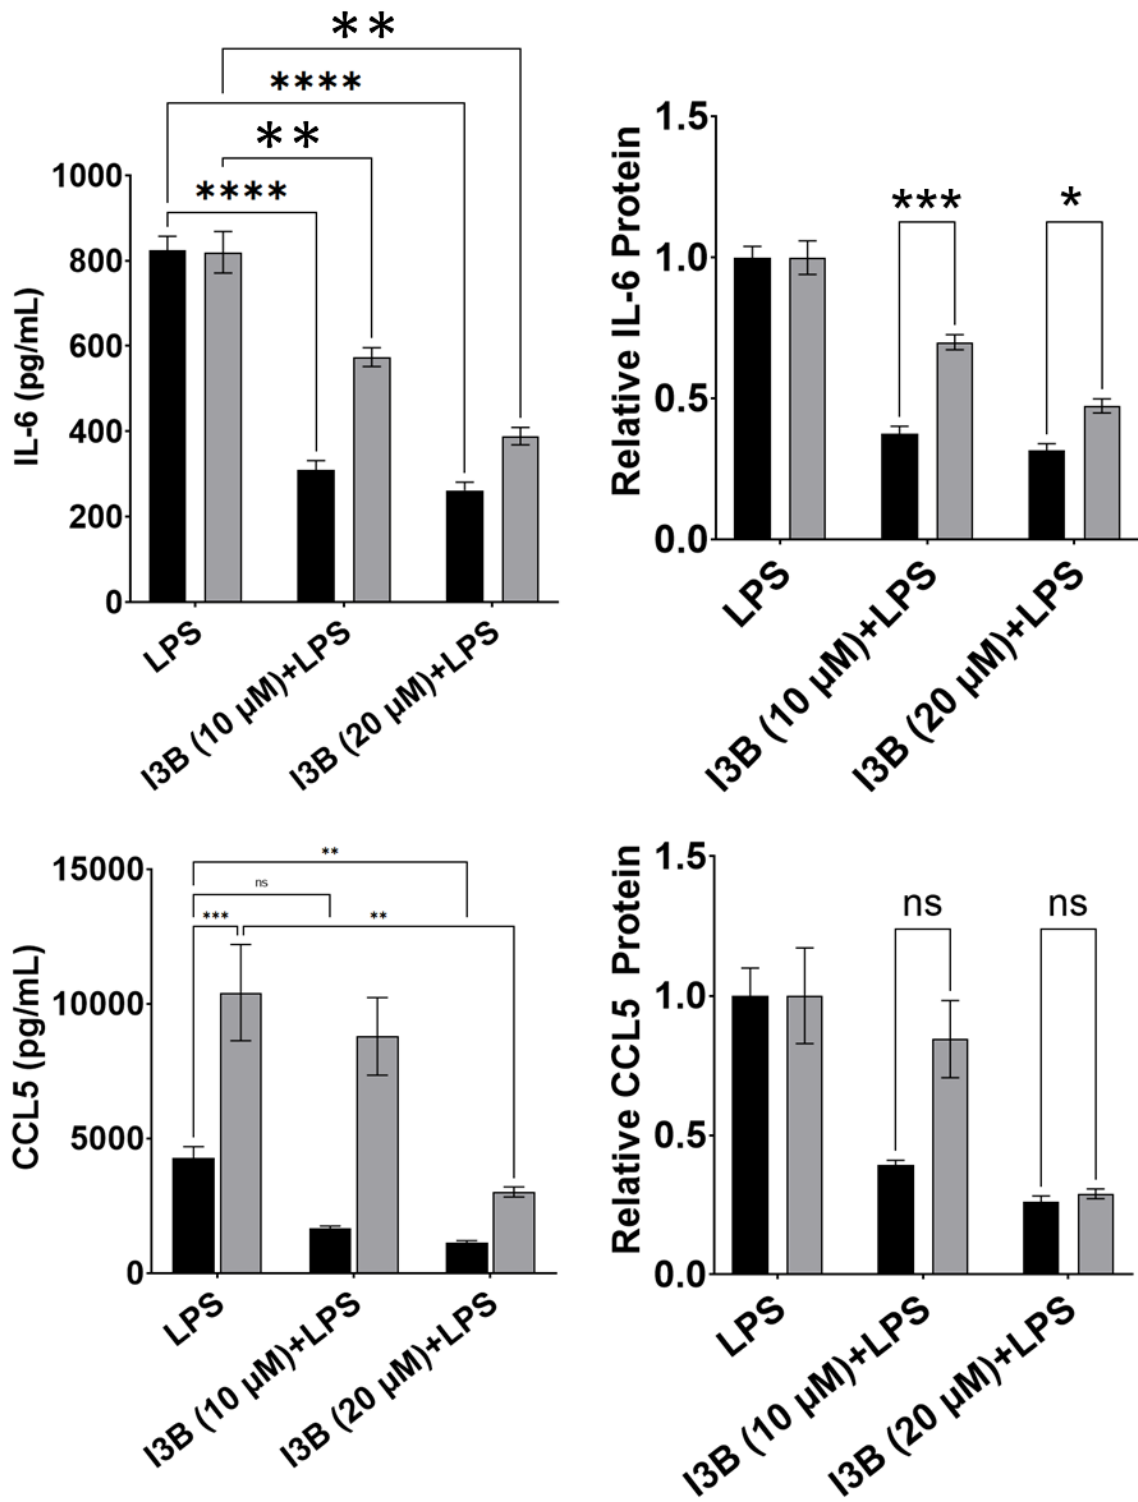 **
****
**
****
IL-6 (pg/mL)
1000
800
600
400
200
0
LPS
I3B (10 µM)+LPS
I3B (20 µM)+LPS
***
*
Relative IL-6 Protein
1.5
1.0
0.5
0.0
LPS
I3B (10 µM)+LPS
I3B (20 µM)+LPS
**
ns
***
**
CCL5 (pg/mL)
15000
10000
5000
0
LPS
I3B (10 µM)+LPS
I3B (20 µM)+LPS
ns
ns
Relative CCL5 Protein
1.5
1.0
0.5
0.0
LPS
I3B (10 µM)+LPS
I3B (20 µM)+LPS